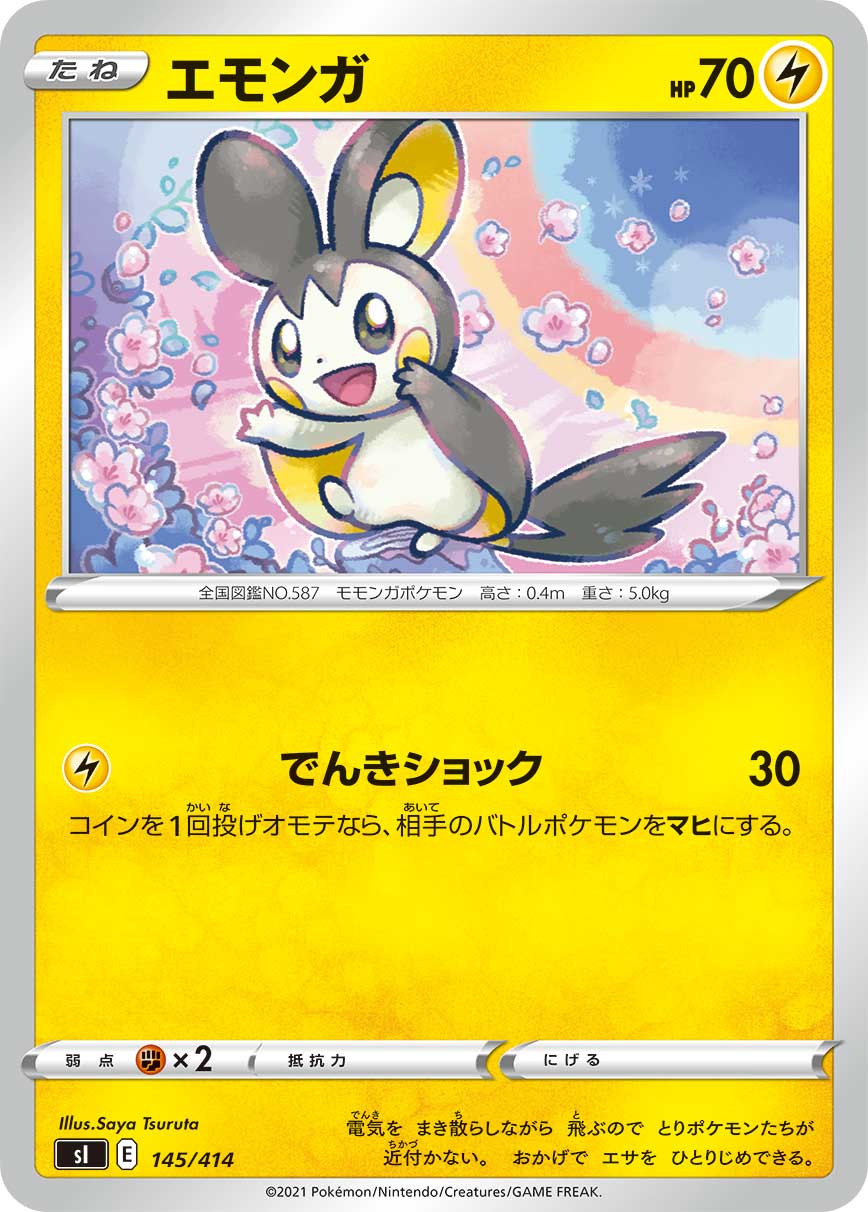 たね エモンガ HP70
全国図鑑NO.587 モモンガポケモン 高さ:0.4m 重さ:5.0kg
でんきショック 30
コインを1回投げオモテなら、相手のバトルポケモンをマヒにする。
弱点 ×2 抵抗力 にげる
Illus.Saya Tsuruta
電気を まき散らしながら 飛ぶので とりポケモンたちが
近付かない。 おかげで エサを ひとりじめできる。
sI E 145/414
©2021 Pokémon/Nintendo/Creatures/GAME FREAK.